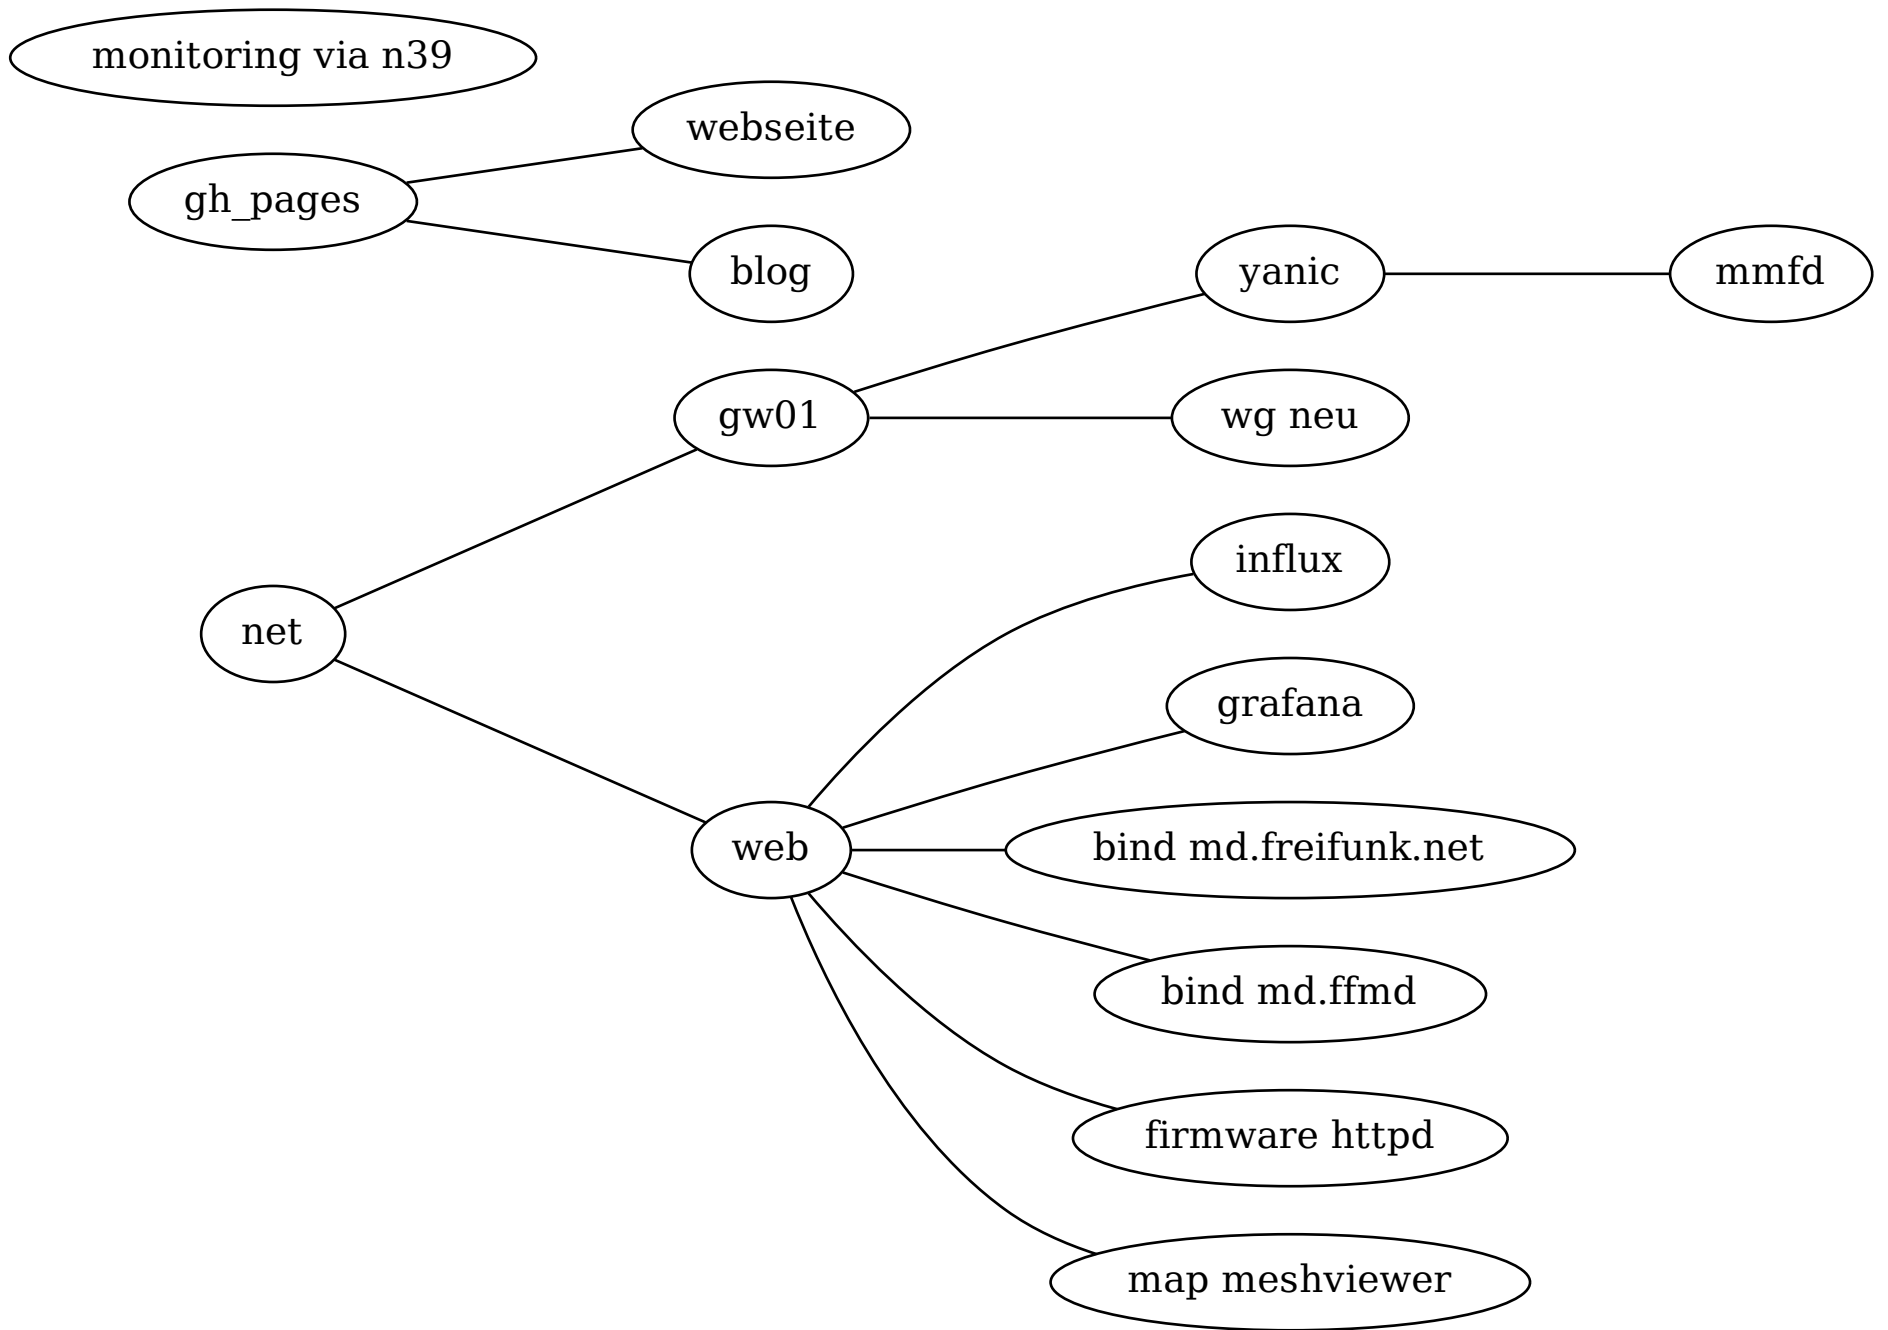 monitoring via n39
webseite
gh_pages
blog
yanic
mmfd
gw01
wg neu
influx
net
grafana
web
bind md.freifunk.net
bind md.ffmd
firmware httpd
map meshviewer